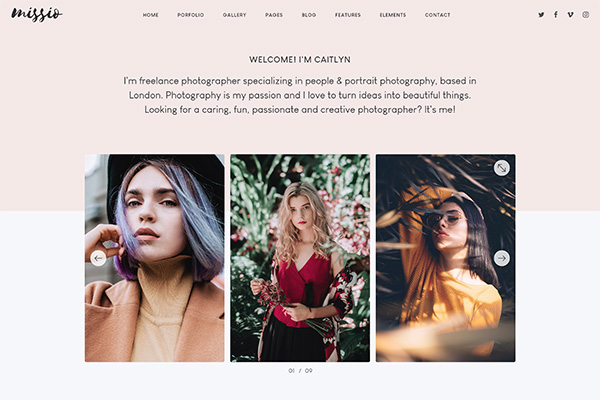 missio
HOME PORFOLIO GALLERY PAGES BLOG FEATURES ELEMENTS CONTACT
WELCOME! I'M CAITLYN
I'm freelance photographer specializing in people & portrait photography, based in
London. Photography is my passion and I love to turn ideas into beautiful things.
Looking for a caring, fun, passionate and creative photographer? It's me!
01 / 09